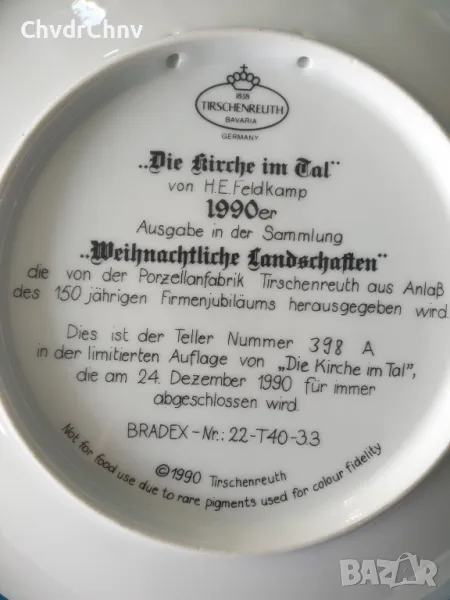 ChvdrChnv
1838
TIRSCHENREUTH
BAVARIA
GERMANY
„Die Kirche im Tal"
von H.E.Feldkamp
1990er
Ausgabe in der Sammlung
„Weihnachtliche Landschaften"
die von der Porzellanfabrik Tirschenreuth aus Anlaß
des 150 jährigen Firmenjubiläums herausgegeben wird.
Dies ist der Teller Nummer 398 A
in der limitierten Auflage von „Die Kirche im Tal",
die am 24. Dezember 1990 für immer
abgeschlossen wird.
BRADEX-Nr.: 22-T40-3.3
©1990 Tirschenreuth
Not for food use due to rare pigments used for colour fidelity
BAZAR